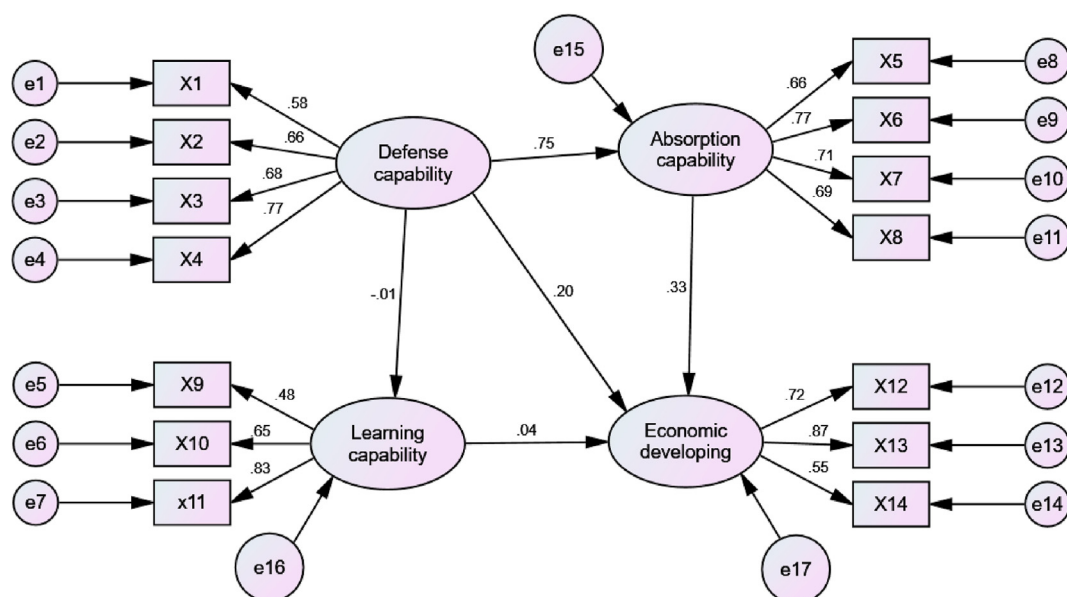 e1
X1
.58
e2
X2
.66
e3
X3
.68
e4
X4
.77
Defense
capability
.75
e15
Absorption
capability
.66
X5
e8
.77
X6
e9
.71
X7
e10
.69
X8
e11
-.01
.20
.33
e5
X9
.48
e6
X10
.65
e7
x11
.83
Learning
capability
e16
.04
Economic
developing
e17
.72
X12
e12
.87
X13
e13
.55
X14
e14